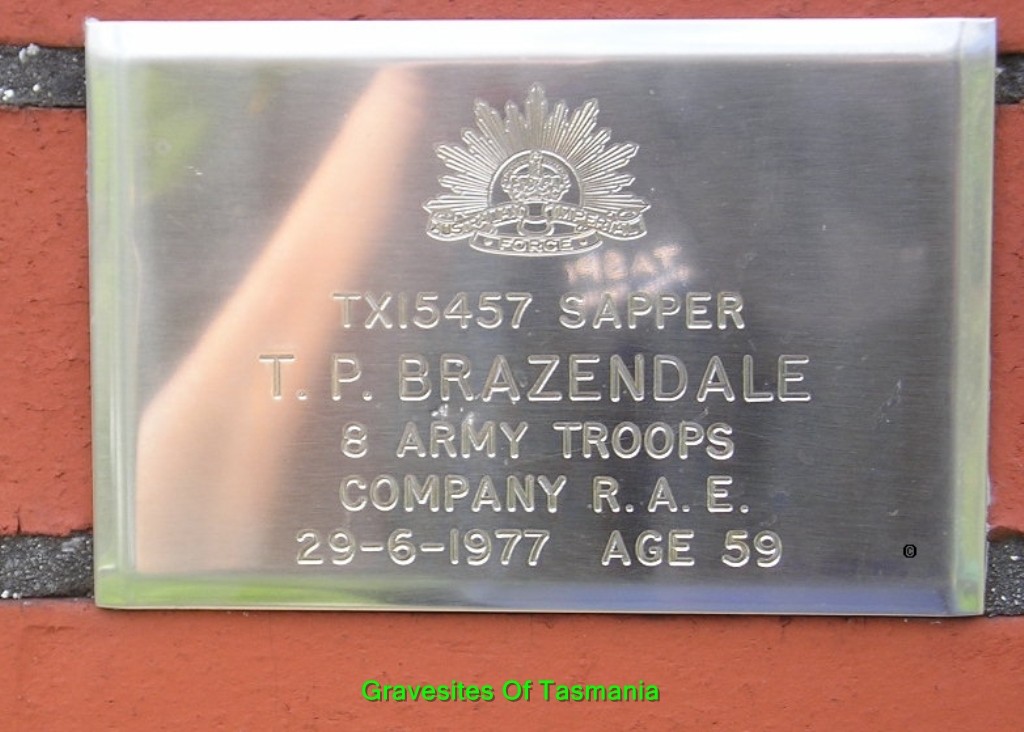 AUSTRALIAN IMPERIAL
FORCE
TX15457 SAPPER
T. P. BRAZENDALE
8 ARMY TROOPS
COMPANY R. A. E.
29-6-1977 AGE 59
©
Gravesites Of Tasmania